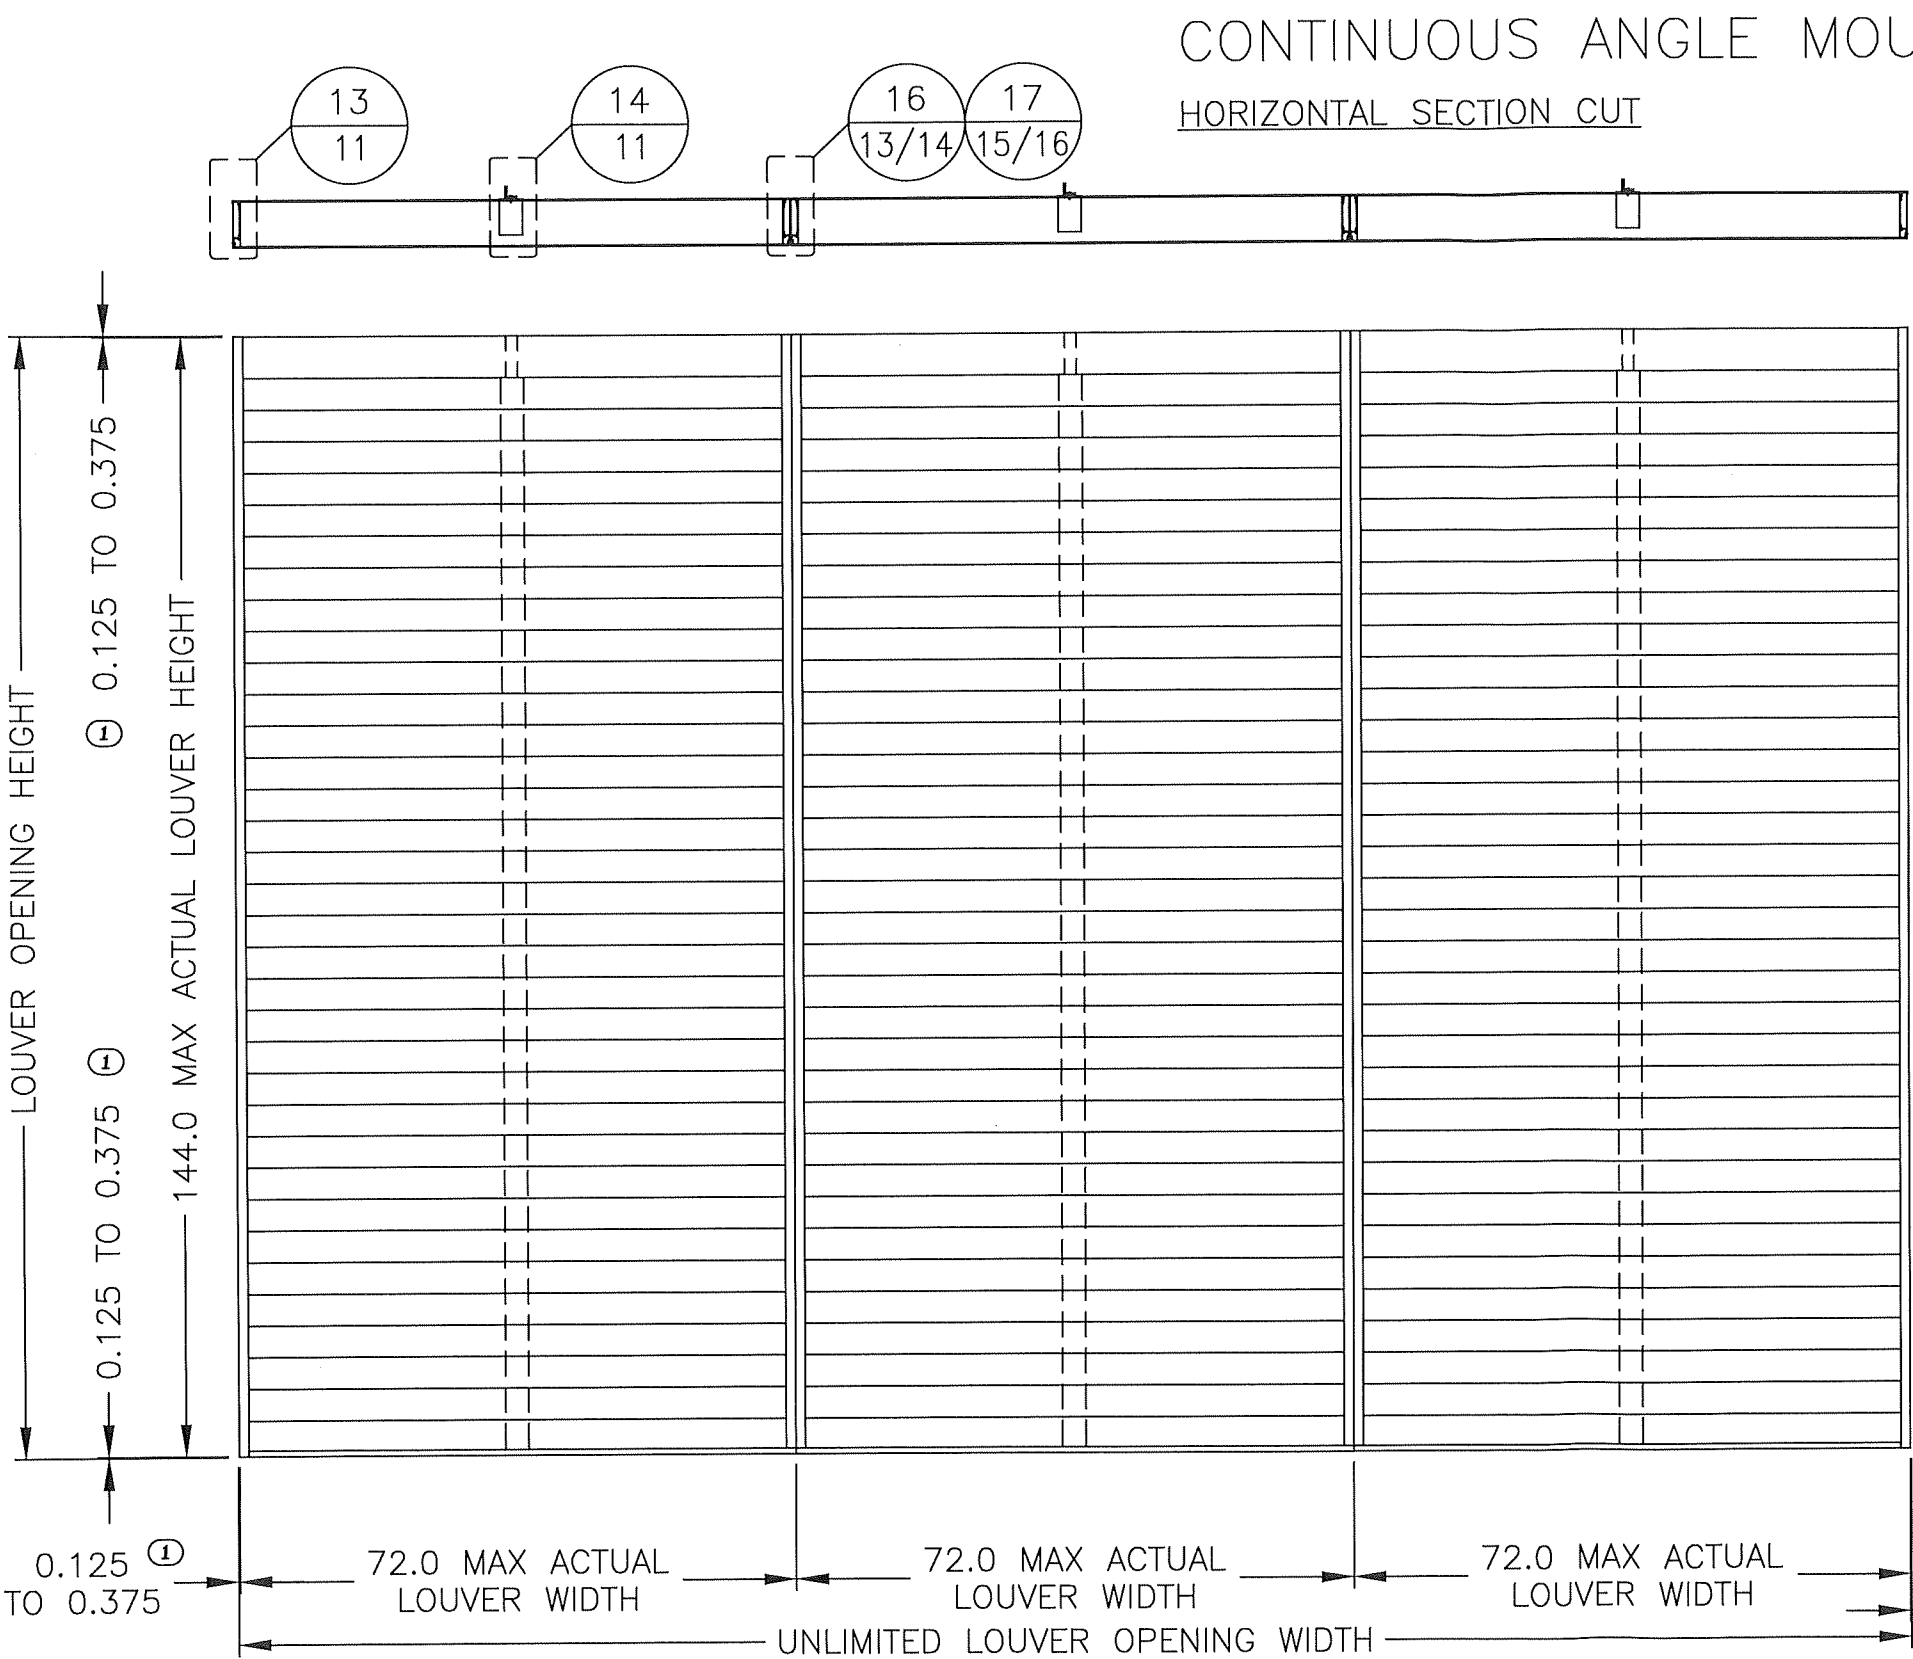 CONTINUOUS ANGLE
HORIZONTAL SECTION CUT
13
11
14
11
16
13/14
17
15/16
LOUVER OPENING HEIGHT
1 0.125 TO 0.375
0.125 TO 0.375 1
144.0 MAX ACTUAL LOUVER HEIGHT
0.125 1
TO 0.375
72.0 MAX ACTUAL
LOUVER WIDTH
72.0 MAX ACTUAL
LOUVER WIDTH
72.0 MAX ACTUAL
LOUVER WIDTH
UNLIMITED LOUVER OPENING WIDTH